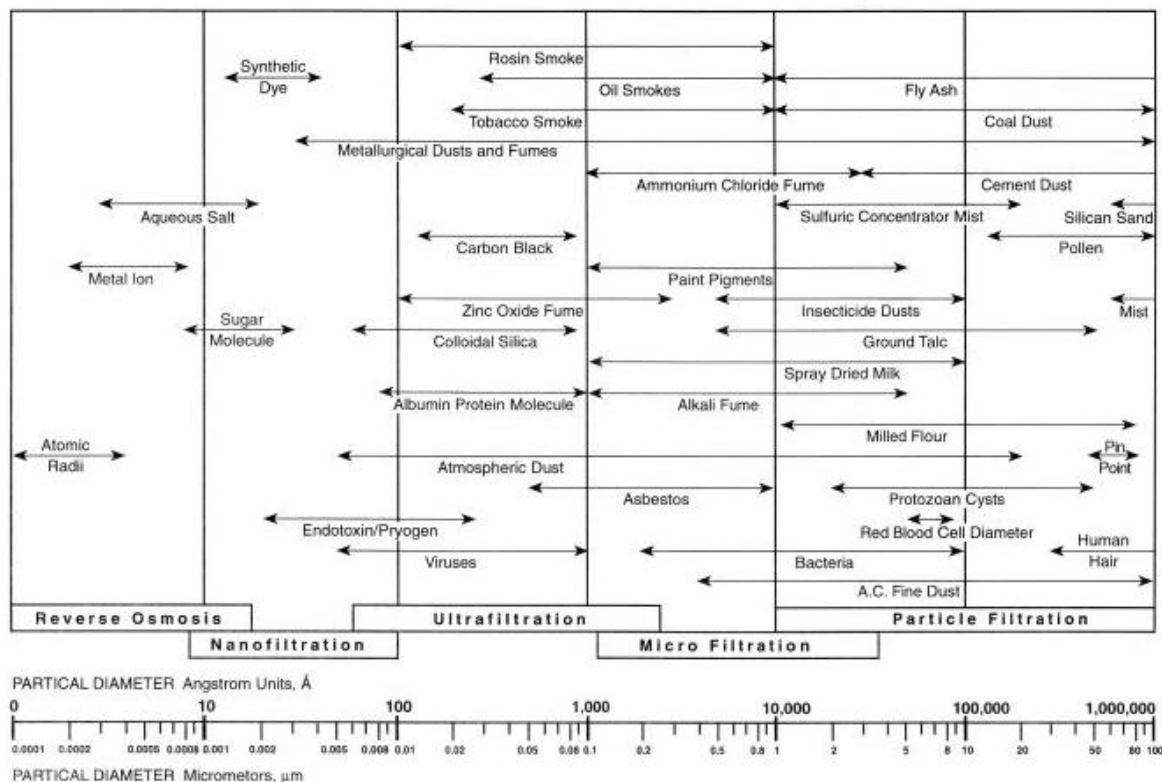 Rosin Smoke
Synthetic
Dye
Oil Smokes
Fly Ash
Tobacco Smoke
Coal Dust
Metallurgical Dusts and Fumes
Ammonium Chloride Fume
Cement Dust
Aqueous Salt
Sulfuric Concentrator Mist
Silican Sand
Carbon Black
Pollen
Metal Ion
Paint Pigments
Zinc Oxide Fume
Insecticide Dusts
Mist
Sugar
Molecule
Colloidal Silica
Ground Talc
Spray Dried Milk
Albumin Protein Molecule
Alkali Fume
Milled Flour
Atomic
Radii
Atmospheric Dust
Pin
Point
Asbestos
Protozoan Cysts
Endotoxin/Pryogen
Red Blood Cell Diameter
Viruses
Bacteria
Human
Hair
A.C. Fine Dust
Reverse Osmosis
Ultrafiltration
Particle Filtration
Nanofiltration
Micro Filtration
PARTICAL DIAMETER Angstrom Units, Å
0 10 100 1,000 10,000 100,000 1,000,000
0.0001 0.0002 0.0005 0.0008 0.001 0.002 0.005 0.008 0.01 0.02 0.05 0.08 0.1 0.2 0.5 0.8 1 2 5 8 10 20 50 80 100
PARTICAL DIAMETER Micrometors, µm